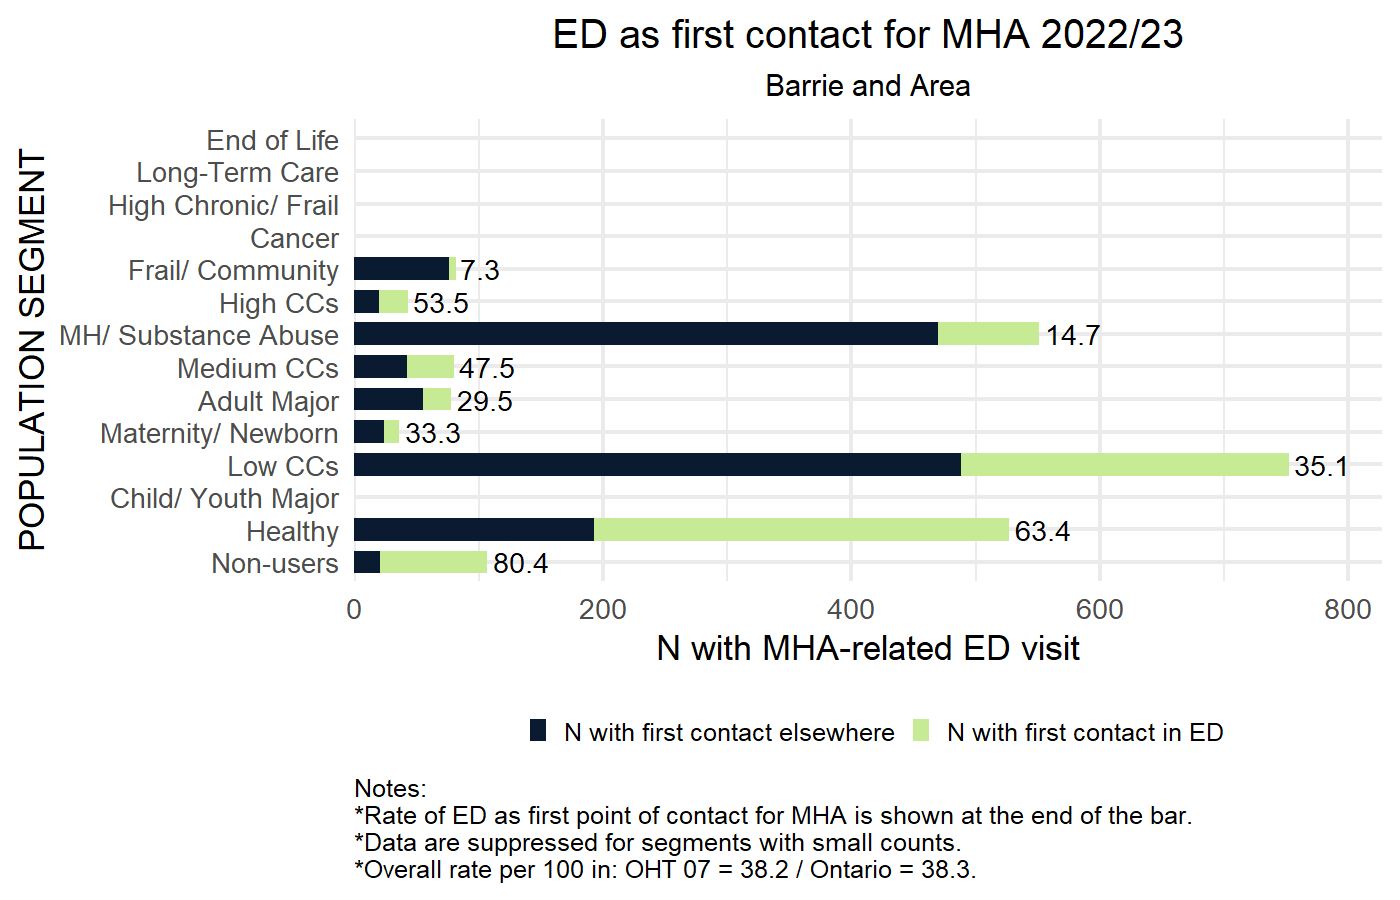 ED as first contact for MHA 2022/23
Barrie and Area
POPULATION SEGMENT
End of Life
Long-Term Care
High Chronic/ Frail
Cancer
Frail/ Community 7.3
High CCs 53.5
MH/ Substance Abuse 14.7
Medium CCs 47.5
Adult Major 29.5
Maternity/ Newborn 33.3
Low CCs 35.1
Child/ Youth Major
Healthy 63.4
Non-users 80.4
0 200 400 600 800
N with MHA-related ED visit
N with first contact elsewhere N with first contact in ED
Notes:
*Rate of ED as first point of contact for MHA is shown at the end of the bar.
*Data are suppressed for segments with small counts.
*Overall rate per 100 in: OHT 07 = 38.2 / Ontario = 38.3.